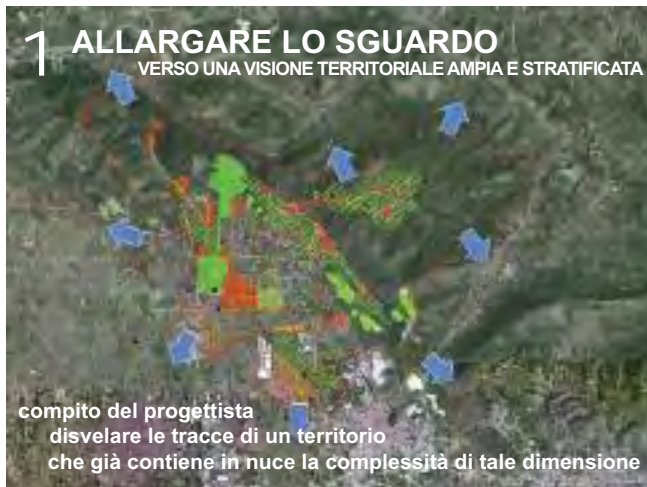 1 ALLARGARE LO SGUARDO
VERSO UNA VISIONE TERRITORIALE AMPIA E STRATIFICATA
compito del progettista
disvelare le tracce di un territorio
che già contiene in nuce la complessità di tale dimensione